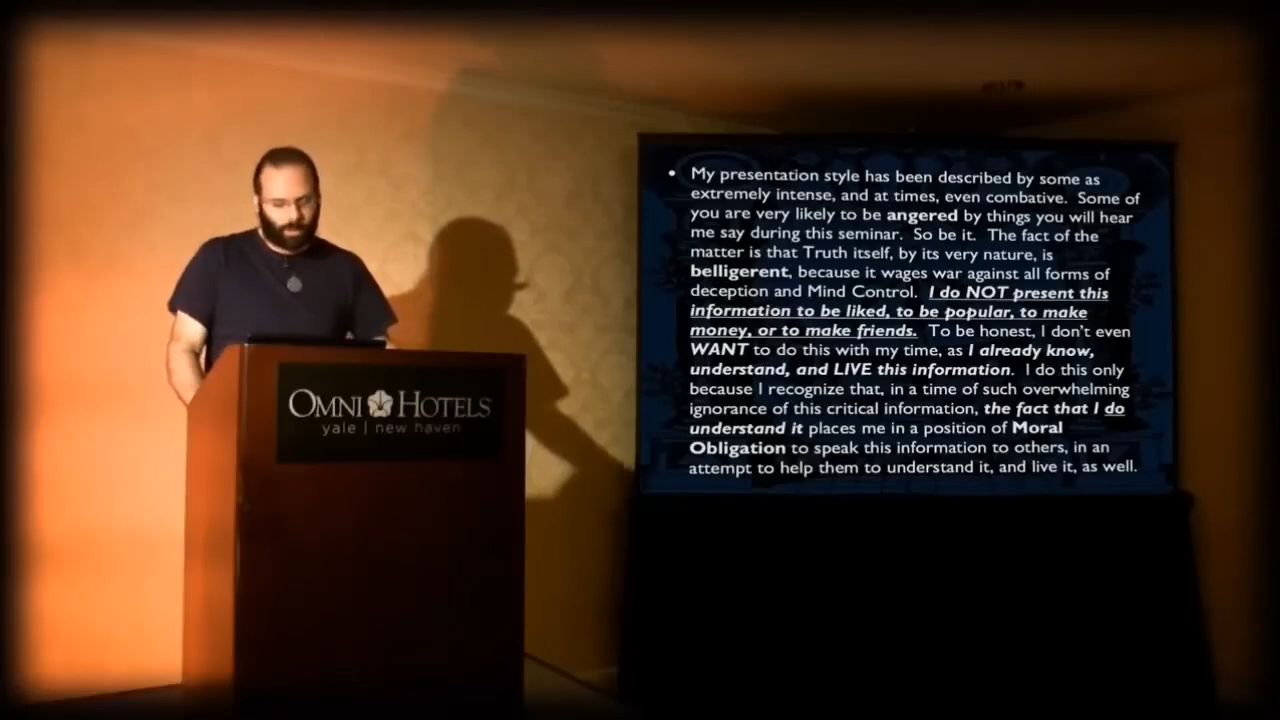 OMNI HOTELS
yale | new haven
• My presentation style has been described by some as
extremely intense, and at times, even combative. Some of
you are very likely to be angered by things you will hear
me say during this seminar. So be it. The fact of the
matter is that Truth itself, by its very nature, is
belligerent, because it wages war against all forms of
deception and Mind Control. I do NOT present this
information to be liked, to be popular, to make
money, or to make friends. To be honest, I don't even
WANT to do this with my time, as I already know,
understand, and LIVE this information. I do this only
because I recognize that, in a time of such overwhelming
ignorance of this critical information, the fact that I do
understand it places me in a position of Moral
Obligation to speak this information to others, in an
attempt to help them to understand it, and live it, as well.